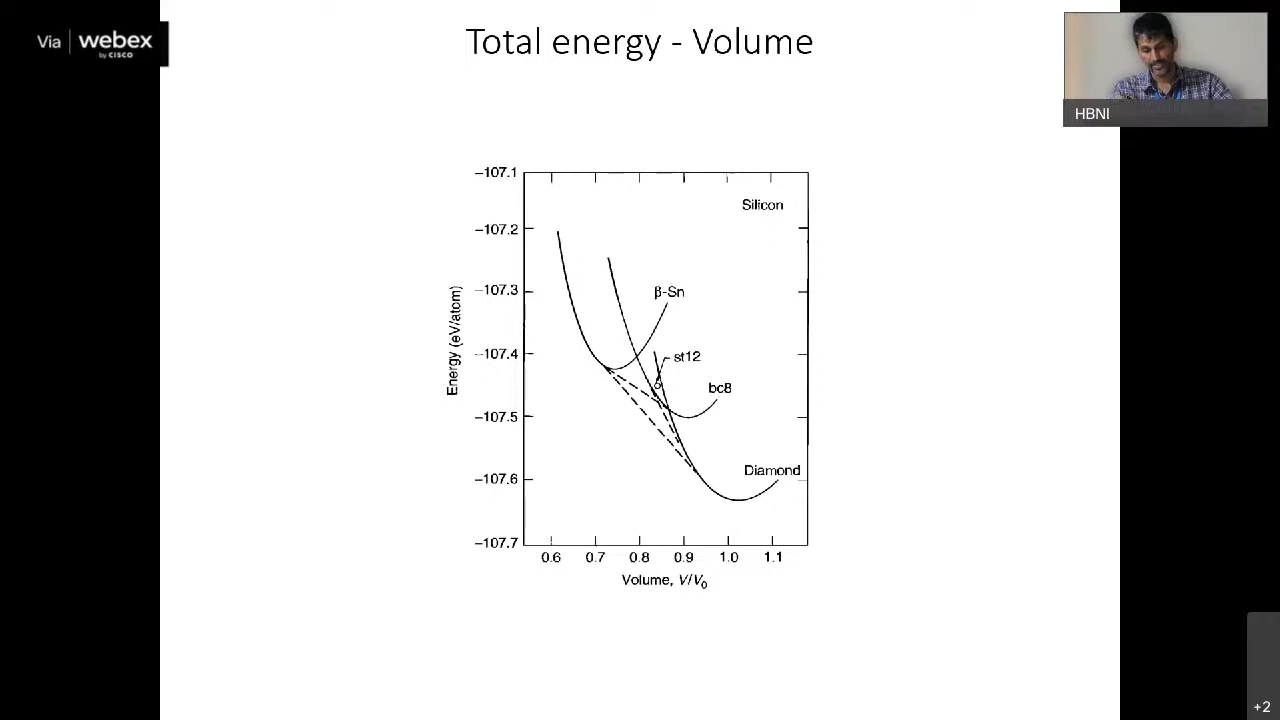 Via webex
by CISCO
Total energy - Volume
HBNI
−107.1
−107.2
−107.3
−107.4
−107.5
−107.6
−107.7
Energy (eV/atom)
Silicon
β-Sn
st12
bc8
Diamond
0.6 0.7 0.8 0.9 1.0 1.1
Volume, V/V₀
+2